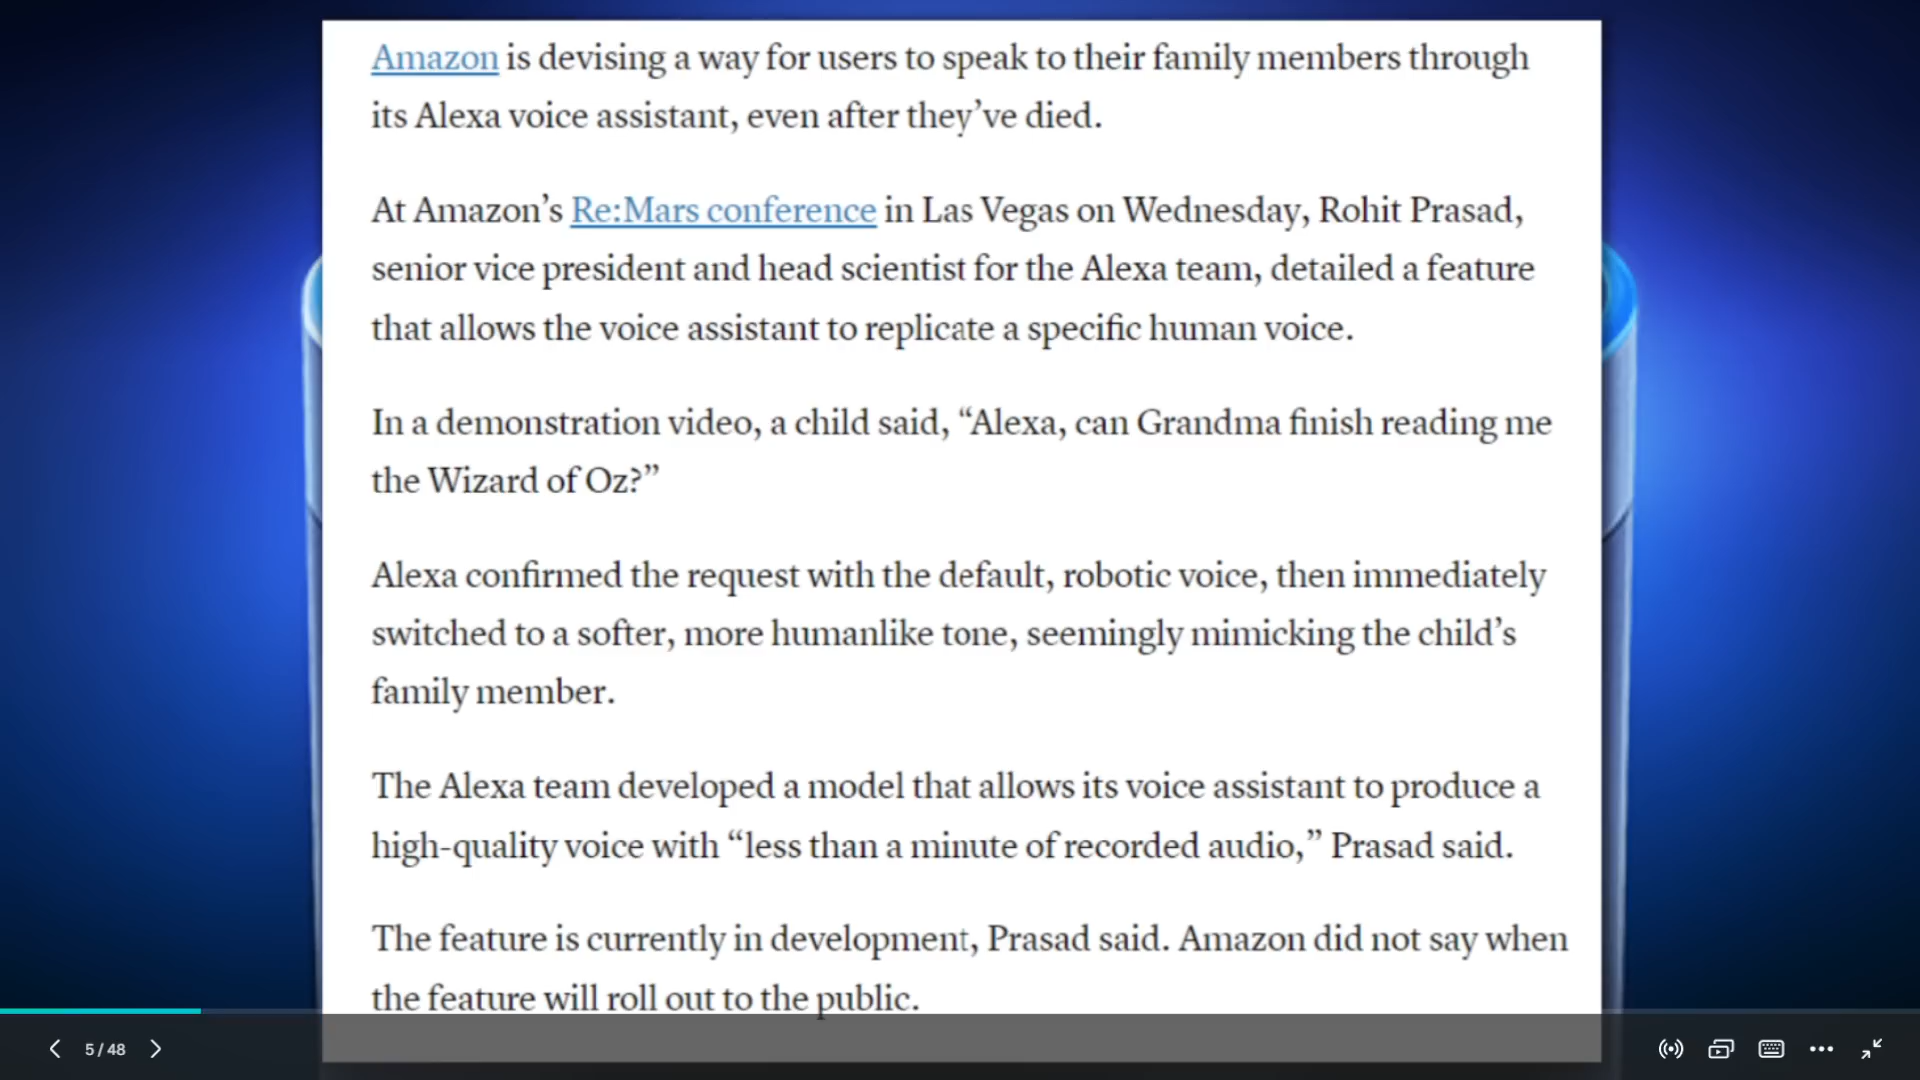 Amazon is devising a way for users to speak to their family members through
its Alexa voice assistant, even after they’ve died.
At Amazon’s Re:Mars conference in Las Vegas on Wednesday, Rohit Prasad,
senior vice president and head scientist for the Alexa team, detailed a feature
that allows the voice assistant to replicate a specific human voice.
In a demonstration video, a child said, “Alexa, can Grandma finish reading me
the Wizard of Oz?”
Alexa confirmed the request with the default, robotic voice, then immediately
switched to a softer, more humanlike tone, seemingly mimicking the child’s
family member.
The Alexa team developed a model that allows its voice assistant to produce a
high-quality voice with “less than a minute of recorded audio,” Prasad said.
The feature is currently in development, Prasad said. Amazon did not say when
the feature will roll out to the public.
5 / 48